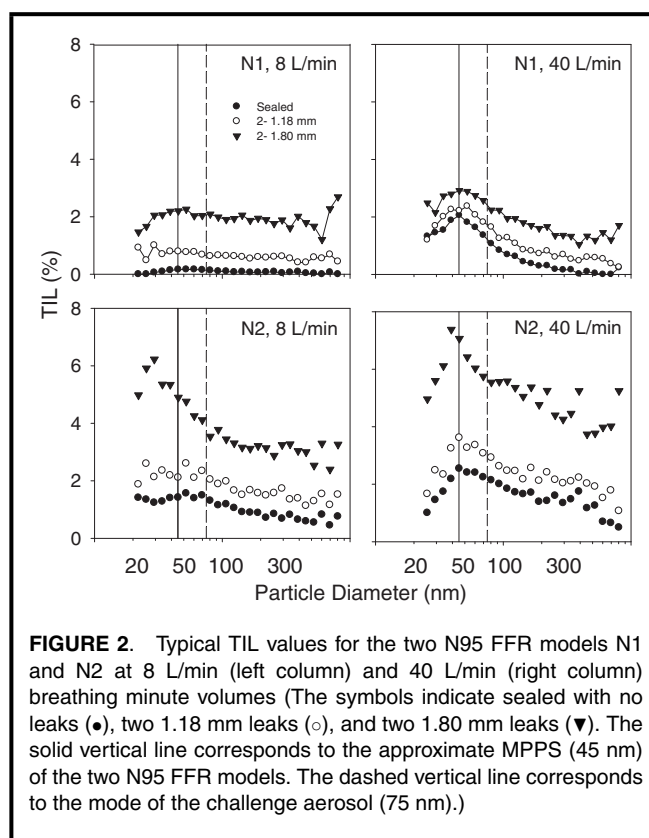 8
6
4
2
0
N1, 8 L/min
Sealed
2- 1.18 mm
2- 1.80 mm
N1, 40 L/min
TIL (%)
8
6
4
2
0
N2, 8 L/min
N2, 40 L/min
20 50 100 300
20 50 100 300
Particle Diameter (nm)
FIGURE 2. Typical TIL values for the two N95 FFR models N1
and N2 at 8 L/min (left column) and 40 L/min (right column)
breathing minute volumes (The symbols indicate sealed with no
leaks (●), two 1.18 mm leaks (○), and two 1.80 mm leaks (▼). The
solid vertical line corresponds to the approximate MPPS (45 nm)
of the two N95 FFR models. The dashed vertical line corresponds
to the mode of the challenge aerosol (75 nm).)